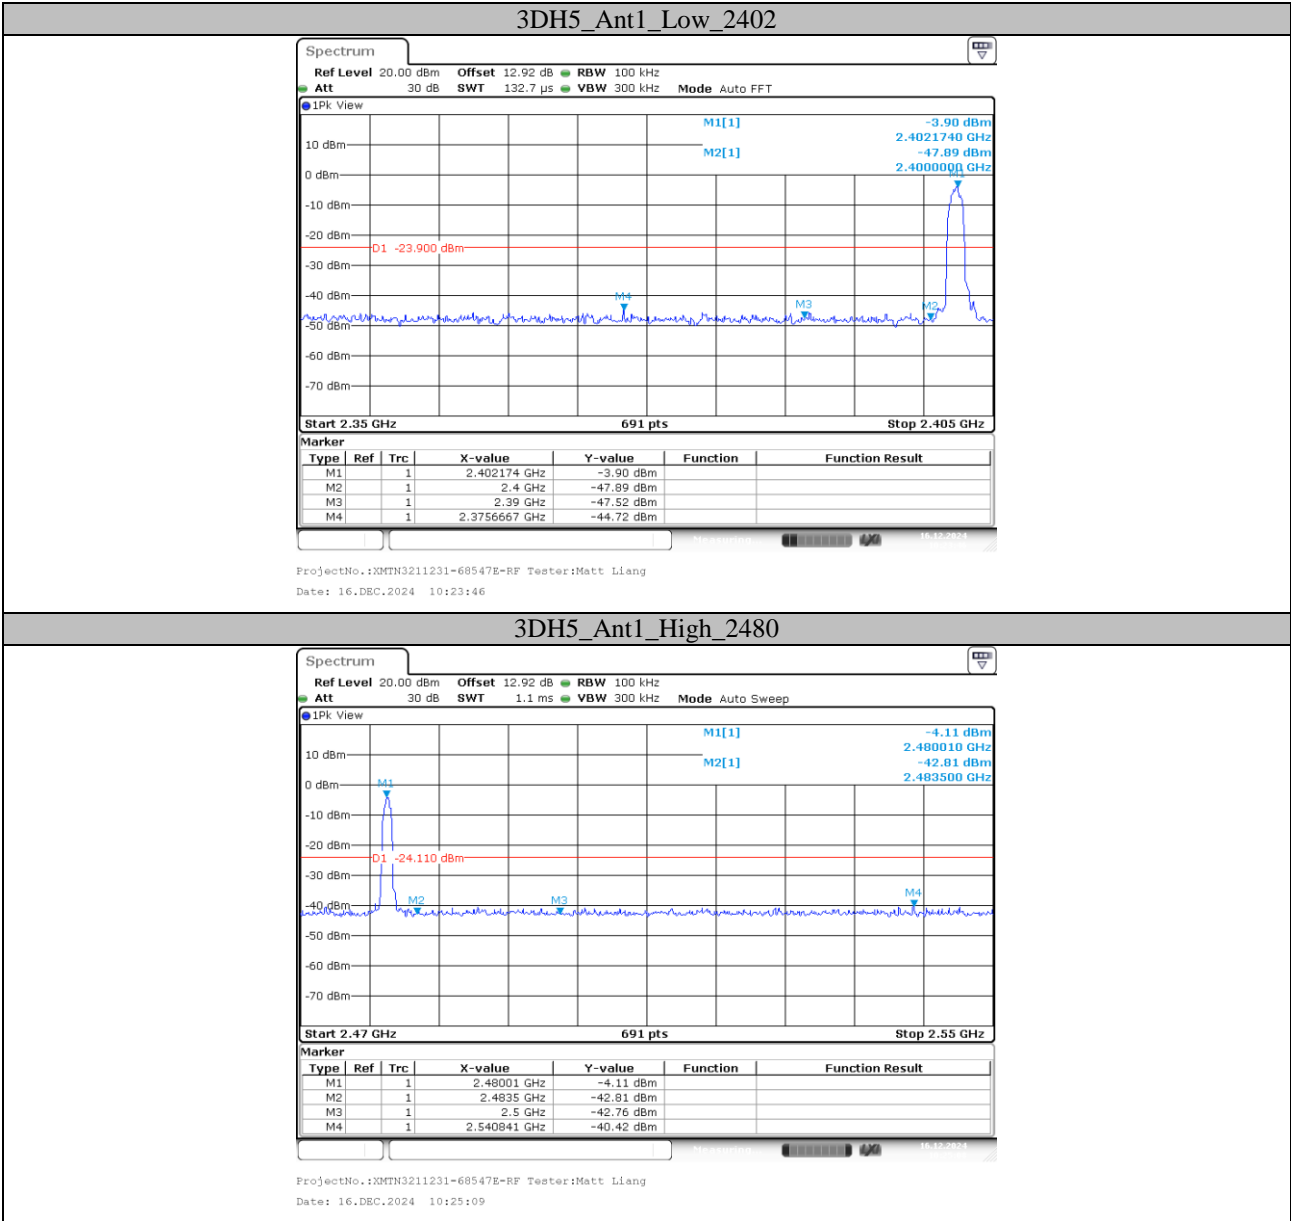 3DH5_Ant1_Low_2402
Spectrum
Ref Level 20.00 dBm Offset 12.92 dB RBW 100 kHz
Att 30 dB SWT 132.7 µs VBW 300 kHz Mode Auto FFT
1Pk View
M1[1] -3.90 dBm
2.4021740 GHz
10 dBm
M2[1] -47.89 dBm
2.4000000 GHz
0 dBm
M1
-10 dBm
-20 dBm
D1 -23.900 dBm
-30 dBm
-40 dBm
M4
M3
M2
-50 dBm
-60 dBm
-70 dBm
Start 2.35 GHz 691 pts Stop 2.405 GHz
Marker
Type Ref Trc X-value Y-value Function Function Result
M1 1 2.402174 GHz -3.90 dBm
M2 1 2.4 GHz -47.89 dBm
M3 1 2.39 GHz -47.52 dBm
M4 1 2.3756667 GHz -44.72 dBm
Measuring... 16.12.2024
ProjectNo.:XMTN3211231-68547E-RF Tester:Matt Liang
Date: 16.DEC.2024 10:23:46
3DH5_Ant1_High_2480
Spectrum
Ref Level 20.00 dBm Offset 12.92 dB RBW 100 kHz
Att 30 dB SWT 1.1 ms VBW 300 kHz Mode Auto Sweep
1Pk View
M1[1] -4.11 dBm
2.480010 GHz
10 dBm
M2[1] -42.81 dBm
2.483500 GHz
0 dBm
M1
-10 dBm
-20 dBm
D1 -24.110 dBm
-30 dBm
-40 dBm
M2
M3
M4
-50 dBm
-60 dBm
-70 dBm
Start 2.47 GHz 691 pts Stop 2.55 GHz
Marker
Type Ref Trc X-value Y-value Function Function Result
M1 1 2.48001 GHz -4.11 dBm
M2 1 2.4835 GHz -42.81 dBm
M3 1 2.5 GHz -42.76 dBm
M4 1 2.540841 GHz -40.42 dBm
Measuring... 16.12.2024
ProjectNo.:XMTN3211231-68547E-RF Tester:Matt Liang
Date: 16.DEC.2024 10:25:09